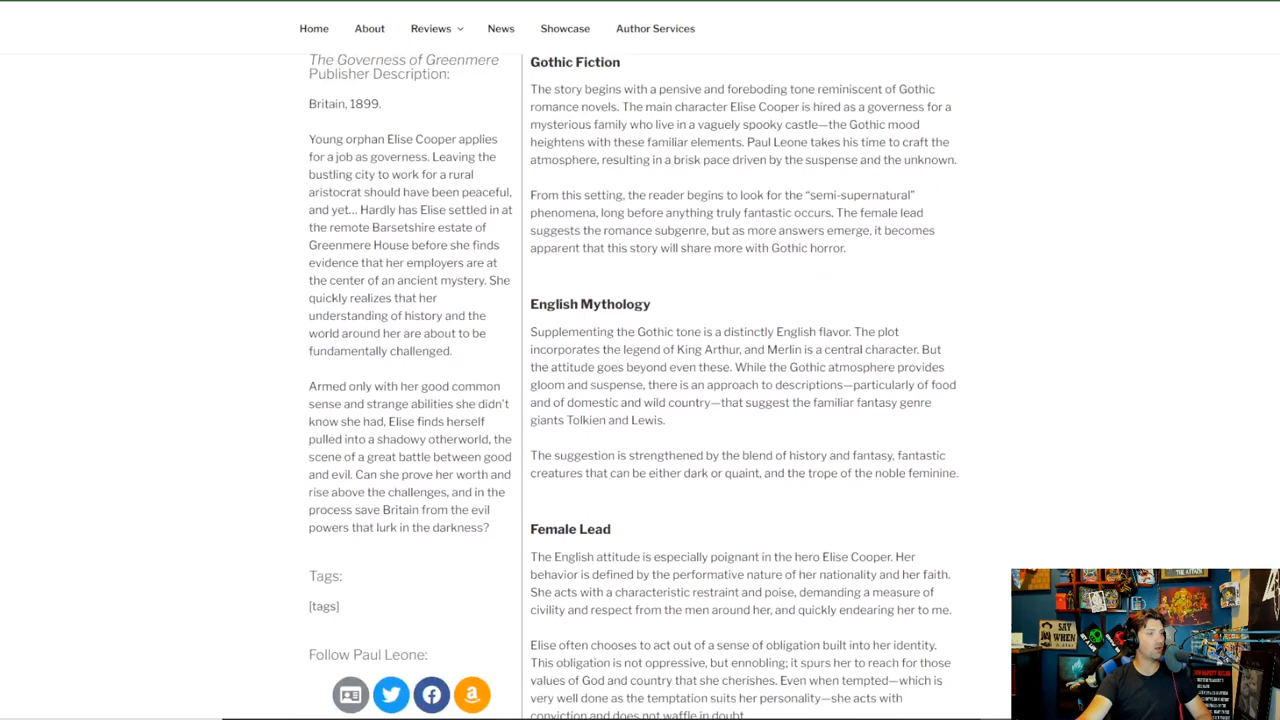 Home About Reviews News Showcase Author Services
The Governess of Greenmere
Publisher Description:
Britain, 1899.
Young orphan Elise Cooper applies
for a job as governess. Leaving the
bustling city to work for a rural
aristocrat should have been peaceful,
and yet… Hardly has Elise settled in at
the remote Barsetshire estate of
Greenmere House before she finds
evidence that her employers are at
the center of an ancient mystery. She
quickly realizes that her
understanding of history and the
world around her are about to be
fundamentally challenged.
Armed only with her good common
sense and strange abilities she didn't
know she had, Elise finds herself
pulled into a shadowy otherworld, the
scene of a great battle between good
and evil. Can she prove her worth and
rise above the challenges, and in the
process save Britain from the evil
powers that lurk in the darkness?
Tags:
[tags]
Follow Paul Leone:
Gothic Fiction
The story begins with a pensive and foreboding tone reminiscent of Gothic
romance novels. The main character Elise Cooper is hired as a governess for a
mysterious family who live in a vaguely spooky castle—the Gothic mood
heightens with these familiar elements. Paul Leone takes his time to craft the
atmosphere, resulting in a brisk pace driven by the suspense and the unknown.
From this setting, the reader begins to look for the “semi-supernatural”
phenomena, long before anything truly fantastic occurs. The female lead
suggests the romance subgenre, but as more answers emerge, it becomes
apparent that this story will share more with Gothic horror.
English Mythology
Supplementing the Gothic tone is a distinctly English flavor. The plot
incorporates the legend of King Arthur, and Merlin is a central character. But
the attitude goes beyond even these. While the Gothic atmosphere provides
gloom and suspense, there is an approach to descriptions—particularly of food
and of domestic and wild country—that suggest the familiar fantasy genre
giants Tolkien and Lewis.
The suggestion is strengthened by the blend of history and fantasy, fantastic
creatures that can be either dark or quaint, and the trope of the noble feminine.
Female Lead
The English attitude is especially poignant in the hero Elise Cooper. Her
behavior is defined by the performative nature of her nationality and her faith.
She acts with a characteristic restraint and poise, demanding a measure of
civility and respect from the men around her, and quickly endearing her to me.
Elise often chooses to act out of a sense of obligation built into her identity.
This obligation is not oppressive, but ennobling; it spurs her to reach for those
values of God and country that she cherishes. Even when tempted—which is
very well done as the temptation suits her personality—she acts with
conviction and does not waffle in doubt.
SAY
WHEN